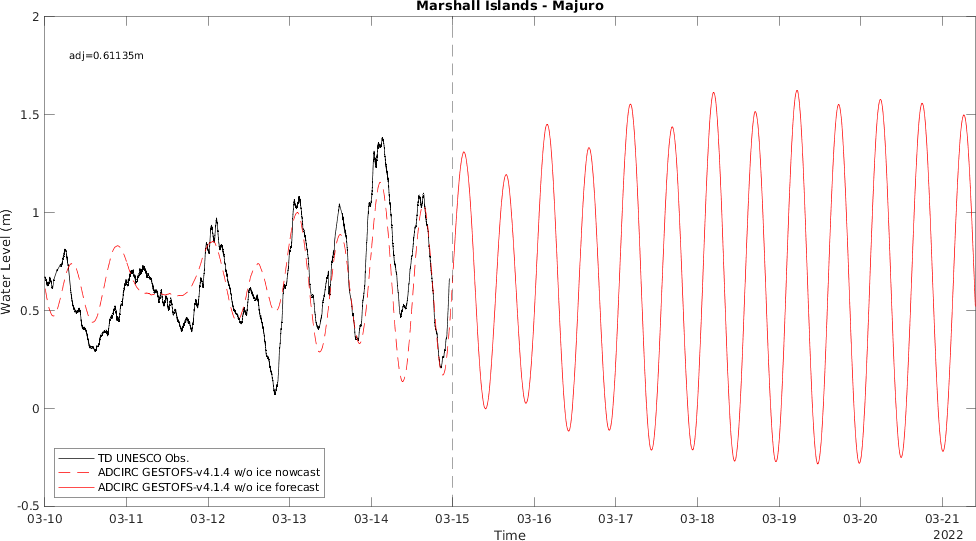 Marshall Islands - Majuro
adj=0.61135m
Water Level (m)
2
1.5
1
0.5
0
-0.5
TD UNESCO Obs.
ADCIRC GESTOFS-v4.1.4 w/o ice nowcast
ADCIRC GESTOFS-v4.1.4 w/o ice forecast
03-10 03-11 03-12 03-13 03-14 03-15 03-16 03-17 03-18 03-19 03-20 03-21
Time
2022